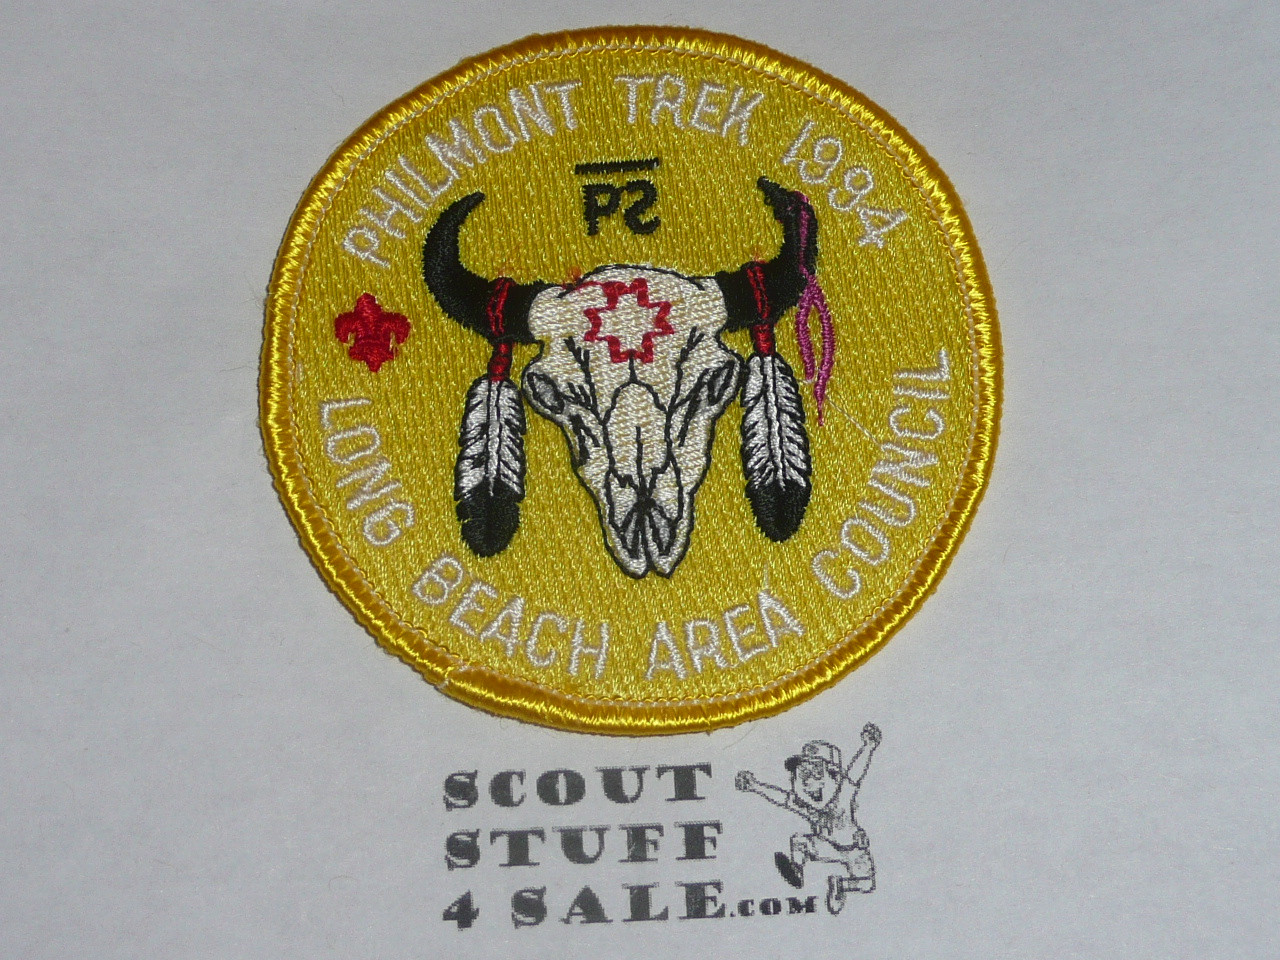 PHILMONT TREK 1994
PS
LONG BEACH AREA COUNCIL
SCOUT
STUFF
4 SALE.COM